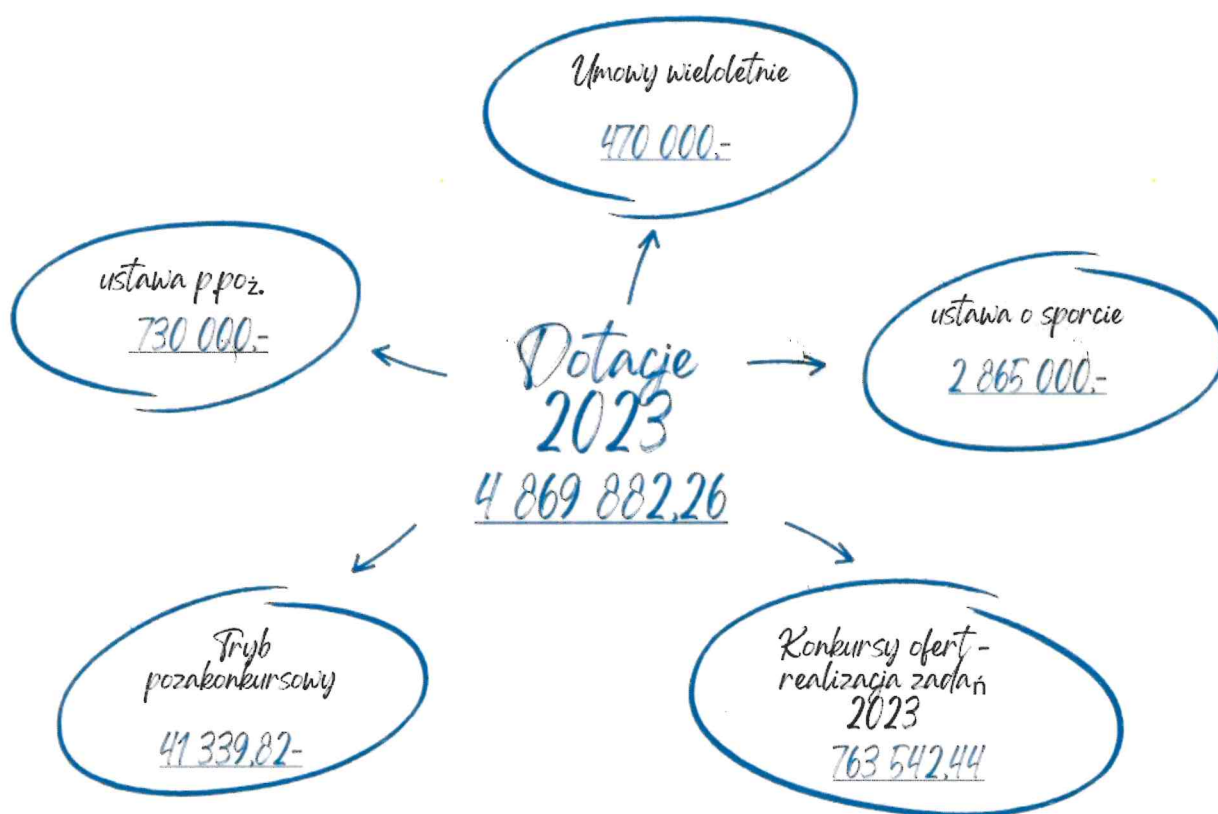 Umowy wieloletnie
470 000,-
ustawa p.poż.
730 000,-
ustawa o sporcie
2 865 000,-
Dotacje
2023
4 869 882,26
Tryb
pozakonkursowy
41 339,82-
Konkursy ofert -
realizacja zadań
2023
763 542,44